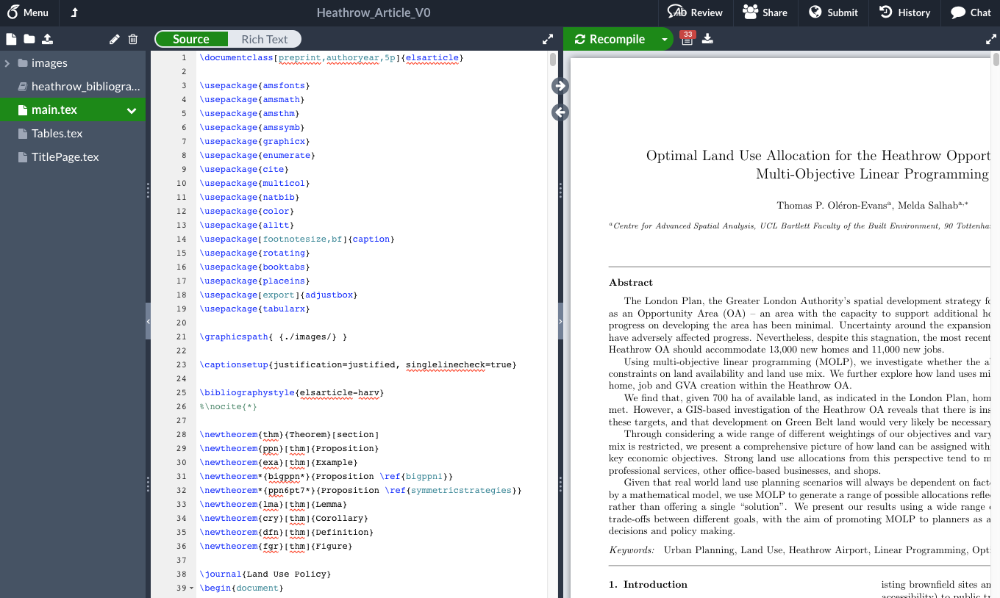 Menu
Heathrow_Article_V0
Ab Review
Share
Submit
History
Chat
Source
Rich Text
Recompile
33
images
heathrow_bibliogra...
main.tex
Tables.tex
TitlePage.tex
1 \documentclass[preprint,authoryear,5p]{elsarticle}
2
3 \usepackage{amsfonts}
4 \usepackage{amsmath}
5 \usepackage{amsthm}
6 \usepackage{amssymb}
7 \usepackage{graphicx}
8 \usepackage{enumerate}
9 \usepackage{cite}
10 \usepackage{multicol}
11 \usepackage{natbib}
12 \usepackage{color}
13 \usepackage{alltt}
14 \usepackage[footnotesize,bf]{caption}
15 \usepackage{rotating}
16 \usepackage{booktabs}
17 \usepackage{placeins}
18 \usepackage[export]{adjustbox}
19 \usepackage{tabularx}
20
21 \graphicspath{ {./images/} }
22
23 \captionsetup{justification=justified, singlelinecheck=true}
24
25 \bibliographystyle{elsarticle-harv}
26 %\nocite{*}
27
28 \newtheorem{thm}{Theorem}[section]
29 \newtheorem{ppn}[thm]{Proposition}
30 \newtheorem{exa}[thm]{Example}
31 \newtheorem*{bigppn*}{Proposition \ref{bigppn1}}
32 \newtheorem*{ppn6pt7*}{Proposition \ref{symmetricstrategies}}
33 \newtheorem{lma}[thm]{Lemma}
34 \newtheorem{cry}[thm]{Corollary}
35 \newtheorem{dfn}[thm]{Definition}
36 \newtheorem{fgr}[thm]{Figure}
37
38 \journal{Land Use Policy}
39 \begin{document}
Optimal Land Use Allocation for the Heathrow Opport
Multi-Objective Linear Programming
Thomas P. Oléron-Evansa, Melda Salhaba,*
aCentre for Advanced Spatial Analysis, UCL Bartlett Faculty of the Built Environment, 90 Tottenha
Abstract
The London Plan, the Greater London Authority's spatial development strategy fo
as an Opportunity Area (OA) – an area with the capacity to support additional ho
progress on developing the area has been minimal. Uncertainty around the expansion
have adversely affected progress. Nevertheless, despite this stagnation, the most recent
Heathrow OA should accommodate 13,000 new homes and 11,000 new jobs.
Using multi-objective linear programming (MOLP), we investigate whether the a
constraints on land availability and land use mix. We further explore how land uses mi
home, job and GVA creation within the Heathrow OA.
We find that, given 700 ha of available land, as indicated in the London Plan, hom
met. However, a GIS-based investigation of the Heathrow OA reveals that there is ins
these targets, and that development on Green Belt land would very likely be necessary
Through considering a wide range of different weightings of our objectives and vary
mix is restricted, we present a comprehensive picture of how land can be assigned with
key economic objectives. Strong land use allocations from this perspective tend to m
professional services, other office-based businesses, and shops.
Given that real world land use planning scenarios will always be dependent on facto
by a mathematical model, we use MOLP to generate a range of possible allocations refle
rather than offering a single “solution”. We present our results using a wide range
trade-offs between different goals, with the aim of promoting MOLP to planners as a
decisions and policy making.
Keywords: Urban Planning, Land Use, Heathrow Airport, Linear Programming, Opt
1. Introduction
isting brownfield sites an
accessibility) to public tr